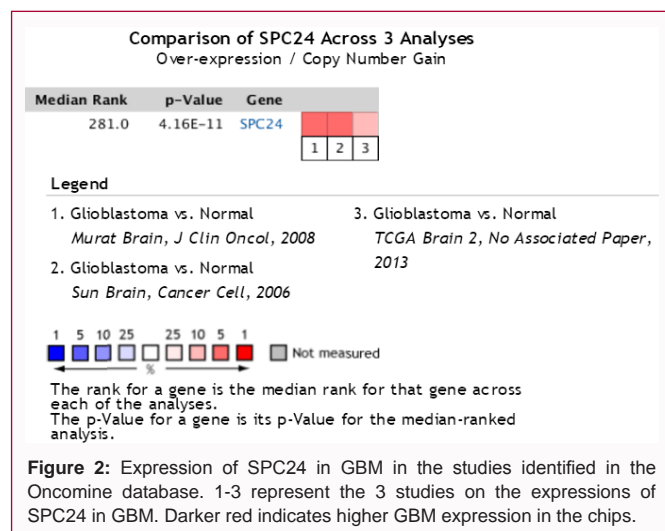 Comparison of SPC24 Across 3 Analyses
Over-expression / Copy Number Gain
Median Rank p-Value Gene
281.0 4.16E-11 SPC24
1 2 3
Legend
1. Glioblastoma vs. Normal
Murat Brain, J Clin Oncol, 2008
2. Glioblastoma vs. Normal
Sun Brain, Cancer Cell, 2006
3. Glioblastoma vs. Normal
TCGA Brain 2, No Associated Paper,
2013
1 5 10 25 25 10 5 1
%
Not measured
The rank for a gene is the median rank for that gene across
each of the analyses.
The p-Value for a gene is its p-Value for the median-ranked
analysis.
Figure 2: Expression of SPC24 in GBM in the studies identified in the
Oncomine database. 1-3 represent the 3 studies on the expressions of
SPC24 in GBM. Darker red indicates higher GBM expression in the chips.